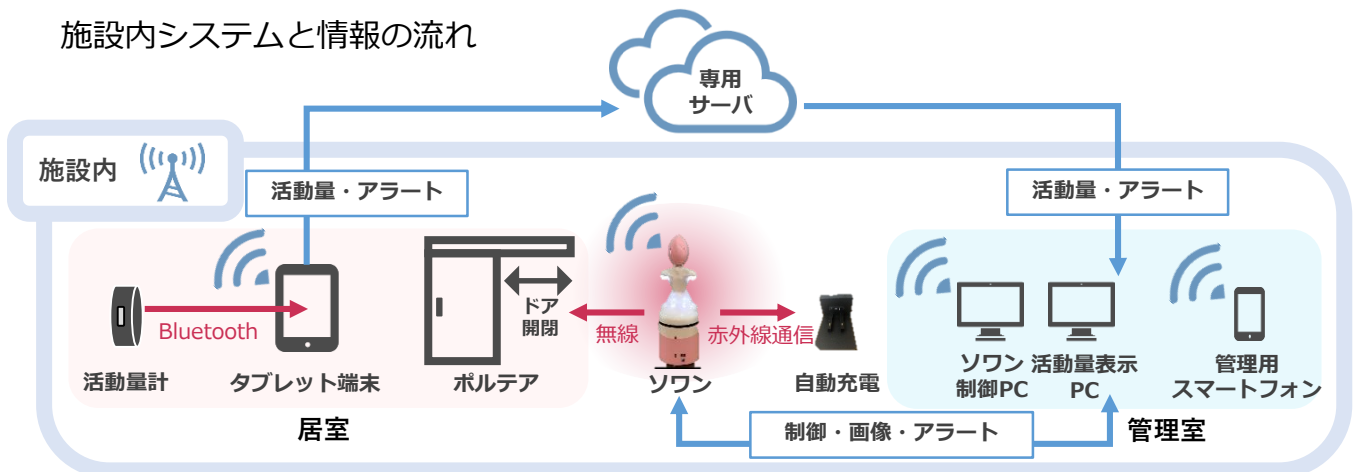 施設内システムと情報の流れ
専用
サーバ
施設内
活動量・アラート
活動量・アラート
Bluetooth
ドア
開閉
無線
赤外線通信
活動量計
タブレット端末
ポルテア
ソワン
自動充電
ソワン
制御PC
活動量表示
PC
管理用
スマートフォン
居室
制御・画像・アラート
管理室